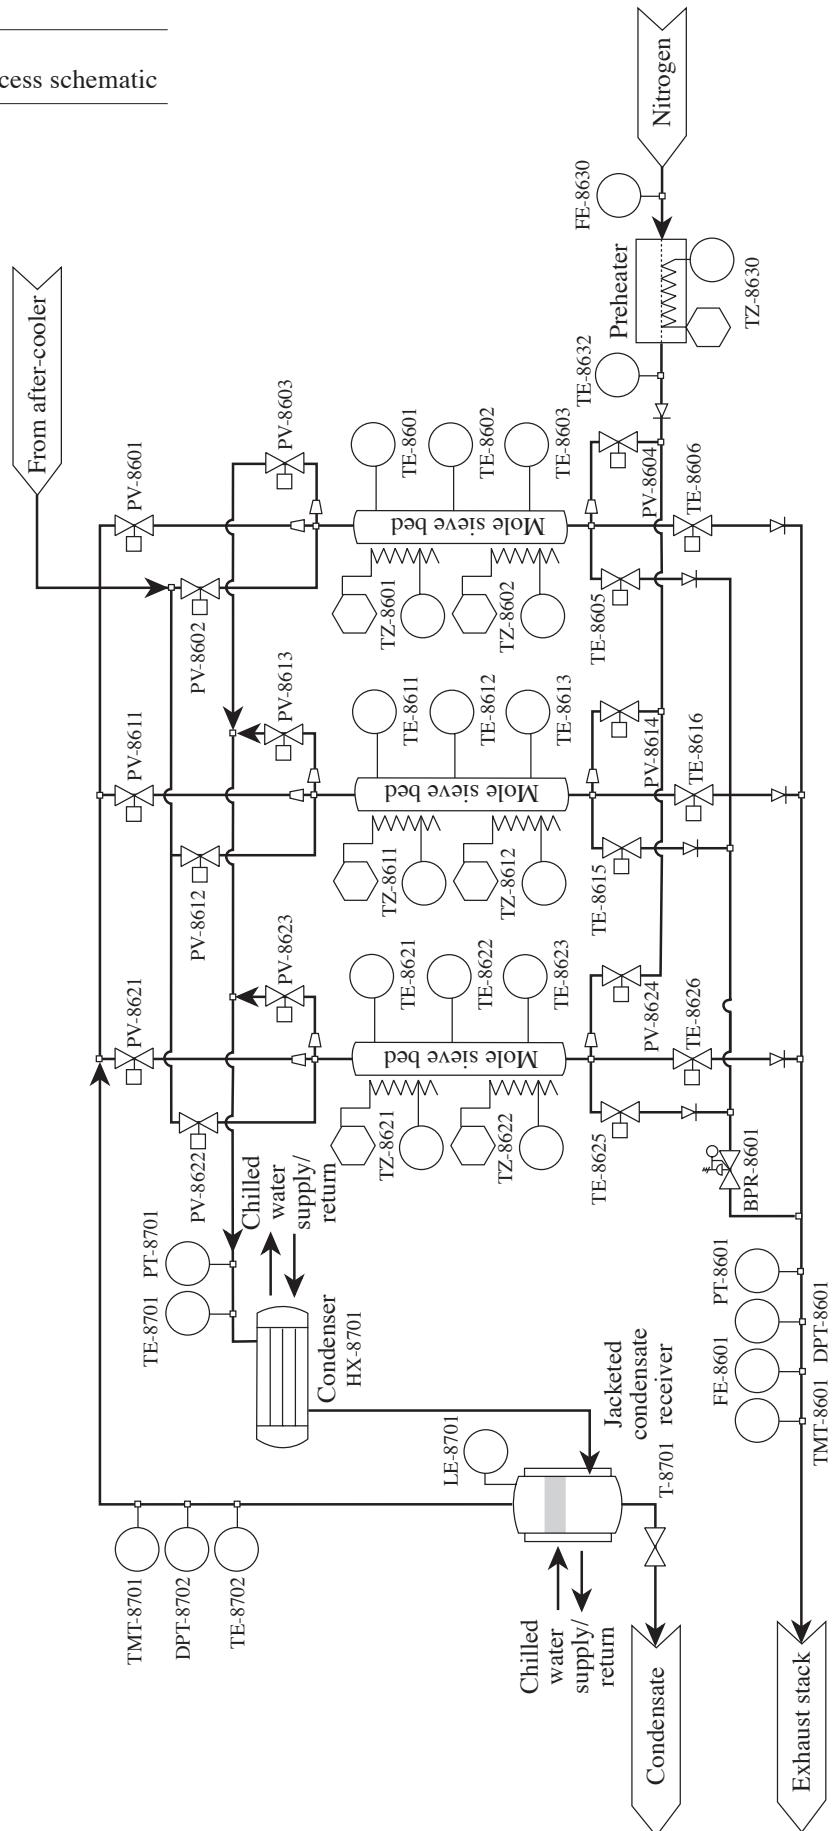 cess schematic
Nitrogen
FE-8630
Preheater
TZ-8630
TE-8632
From after-cooler
PV-8601
PV-8603
PV-8602
TE-8601
TE-8602
TE-8603
Mole sieve bed
TZ-8601
TZ-8602
PV-8604
TE-8606
TE-8605
PV-8611
PV-8613
PV-8612
TE-8611
TE-8612
TE-8613
Mole sieve bed
TZ-8611
TZ-8612
PV-8614
TE-8616
TE-8615
PV-8621
PV-8623
PV-8622
TE-8621
TE-8622
TE-8623
Mole sieve bed
TZ-8621
TZ-8622
PV-8624
TE-8626
TE-8625
BPR-8601
PT-8701
TE-8701
Chilled
water
supply/
return
Condenser
HX-8701
LE-8701
Jacketed
condensate
receiver
T-8701
PT-8601
DPT-8601
FE-8601
TMT-8601
TMT-8701
DPT-8702
TE-8702
Chilled
water
supply/
return
Condensate
Exhaust stack